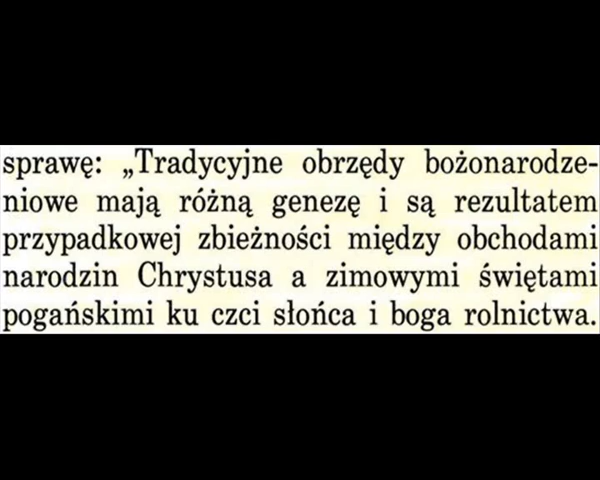 sprawę: „Tradycyjne obrzędy bożonarodze-
niowe mają różną genezę i są rezultatem
przypadkowej zbieżności między obchodami
narodzin Chrystusa a zimowymi świętami
pogańskimi ku czci słońca i boga rolnictwa.